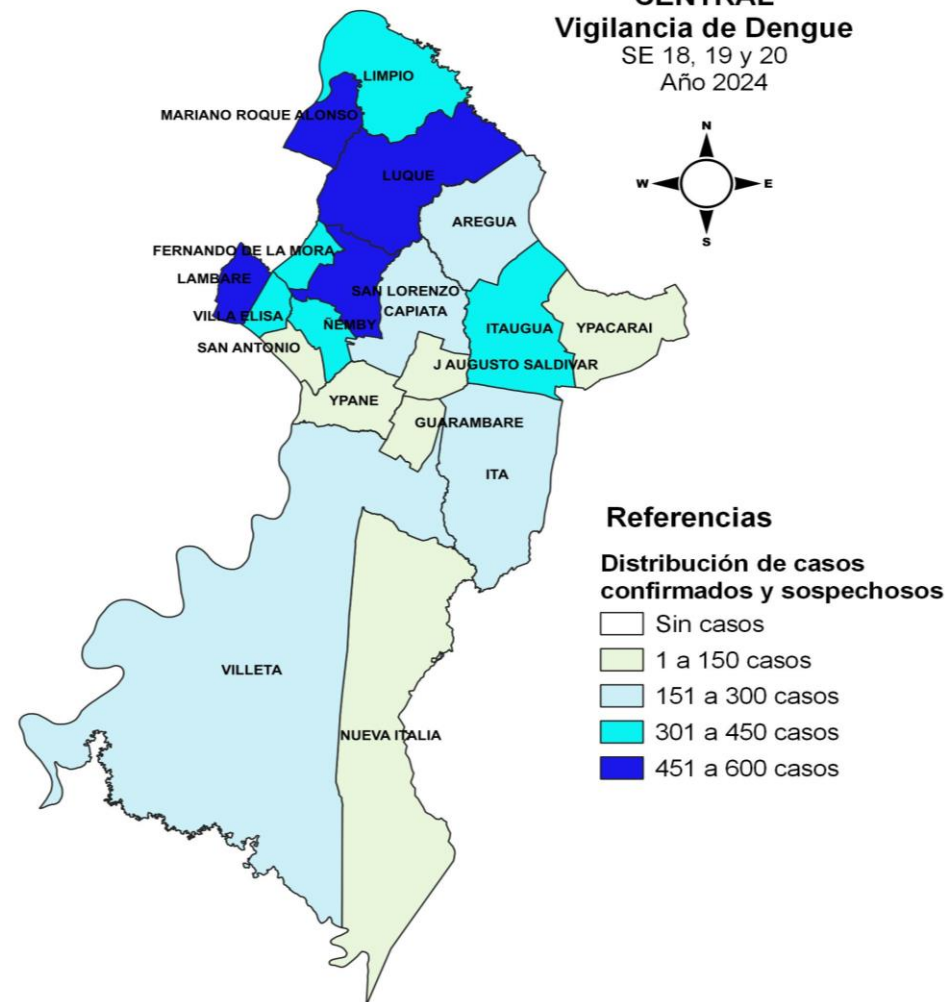 CENTRAL
Vigilancia de Dengue
SE 18, 19 y 20
Año 2024
N
W
E
S
LIMPIO
MARIANO ROQUE ALONSO
LUQUE
AREGUA
FERNANDO DE LA MORA
LAMBARE
SAN LORENZO
CAPIATA
VILLA ELISA
ÑEMBY
ITAUGUA
YPACARAI
SAN ANTONIO
J AUGUSTO SALDIVAR
YPANE
GUARAMBARE
ITA
VILLETA
NUEVA ITALIA
Referencias
Distribución de casos
confirmados y sospechosos
Sin casos
1 a 150 casos
151 a 300 casos
301 a 450 casos
451 a 600 casos